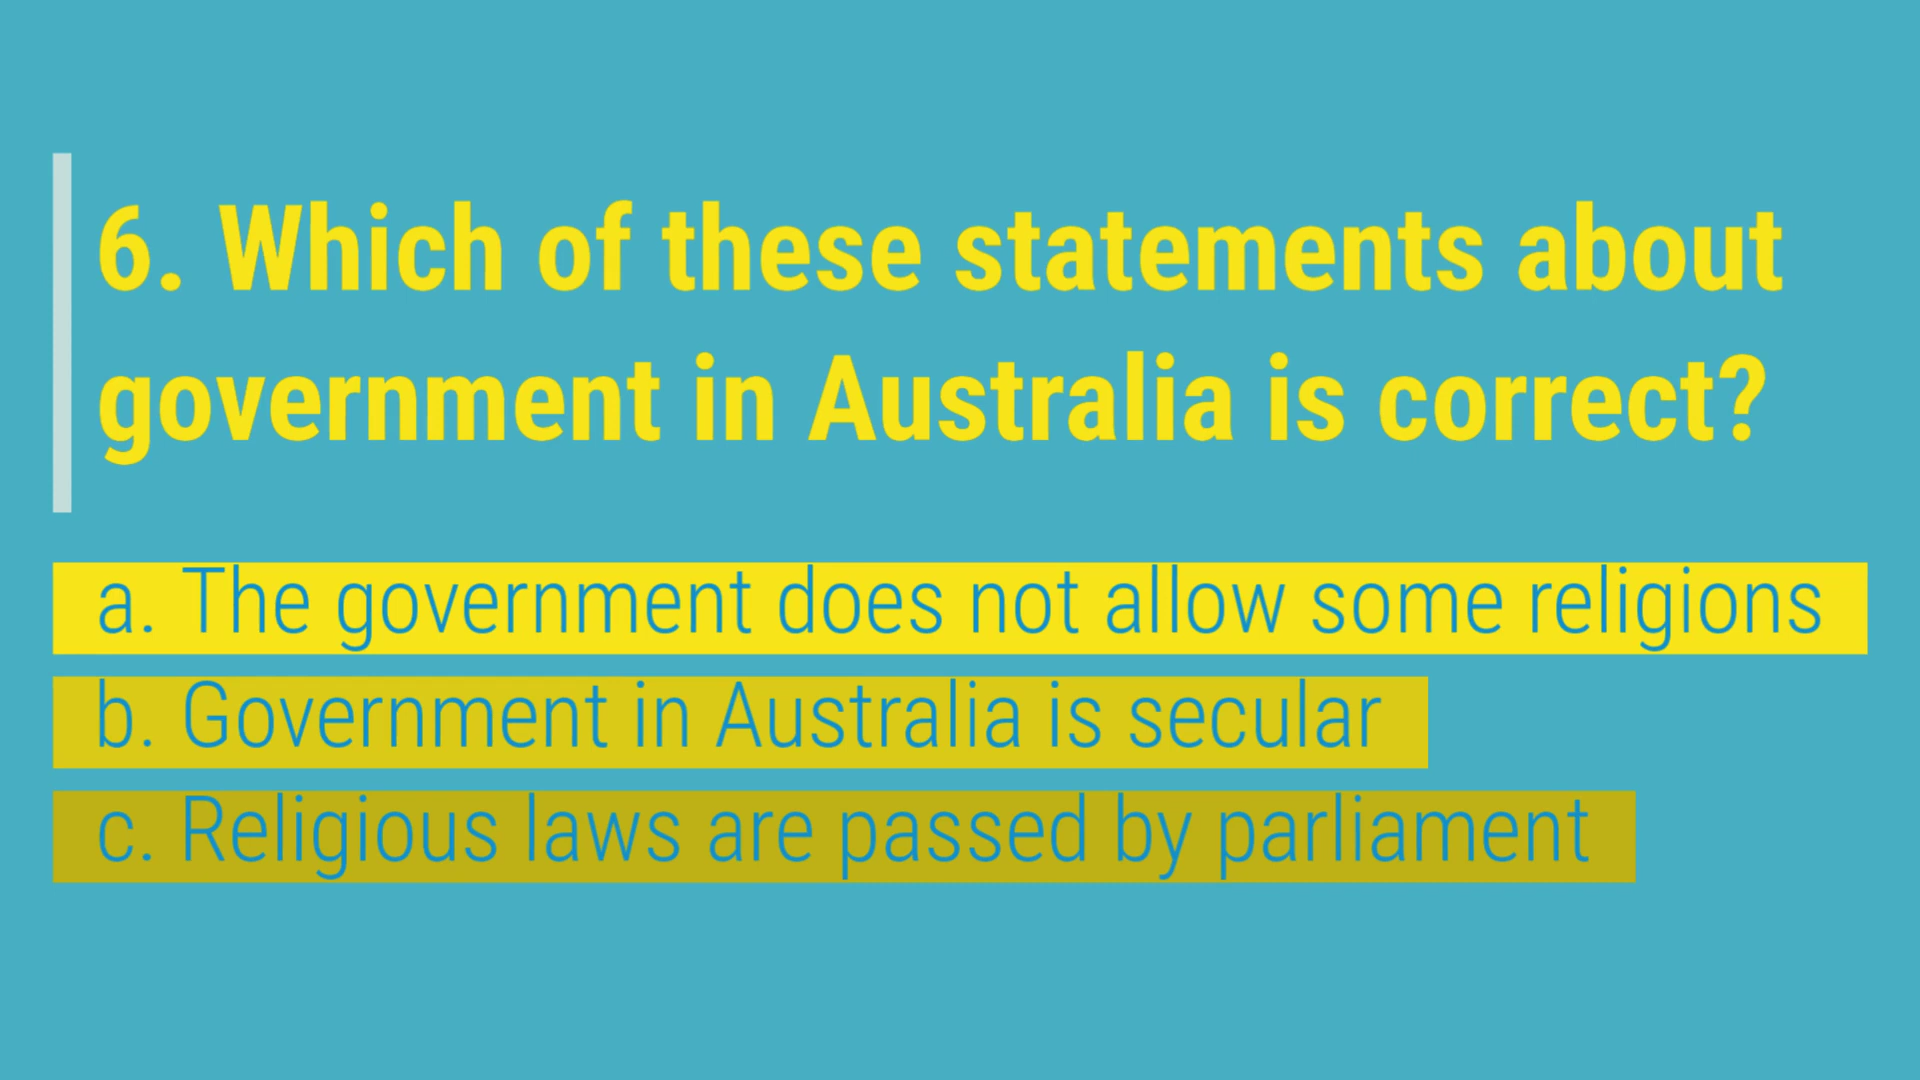 6. Which of these statements about
government in Australia is correct?
a. The government does not allow some religions
b. Government in Australia is secular
c. Religious laws are passed by parliament